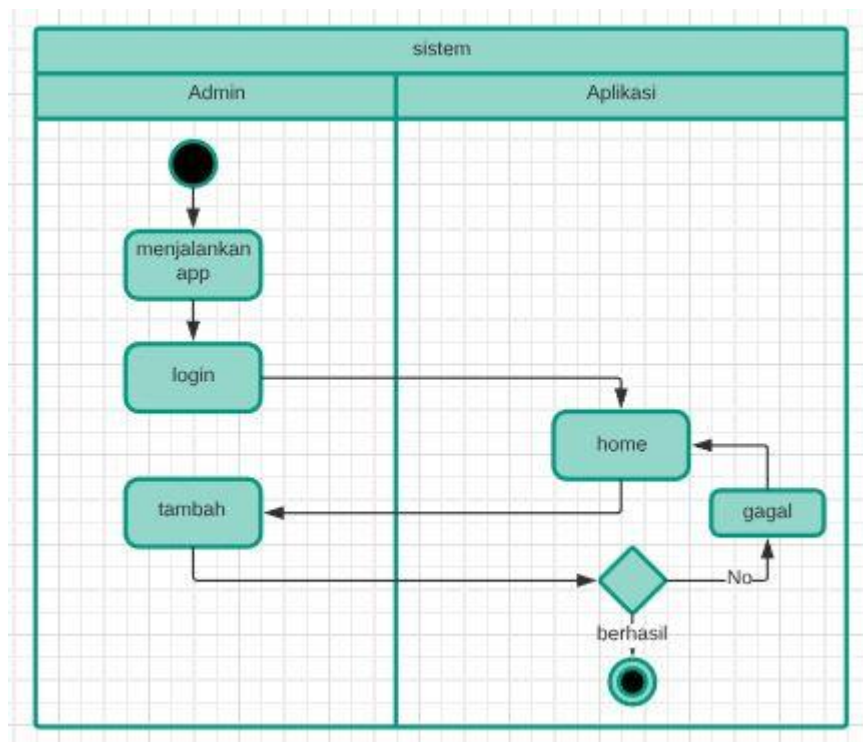 sistem
Admin
Aplikasi
menjalankan
app
login
home
tambah
gagal
No
berhasil